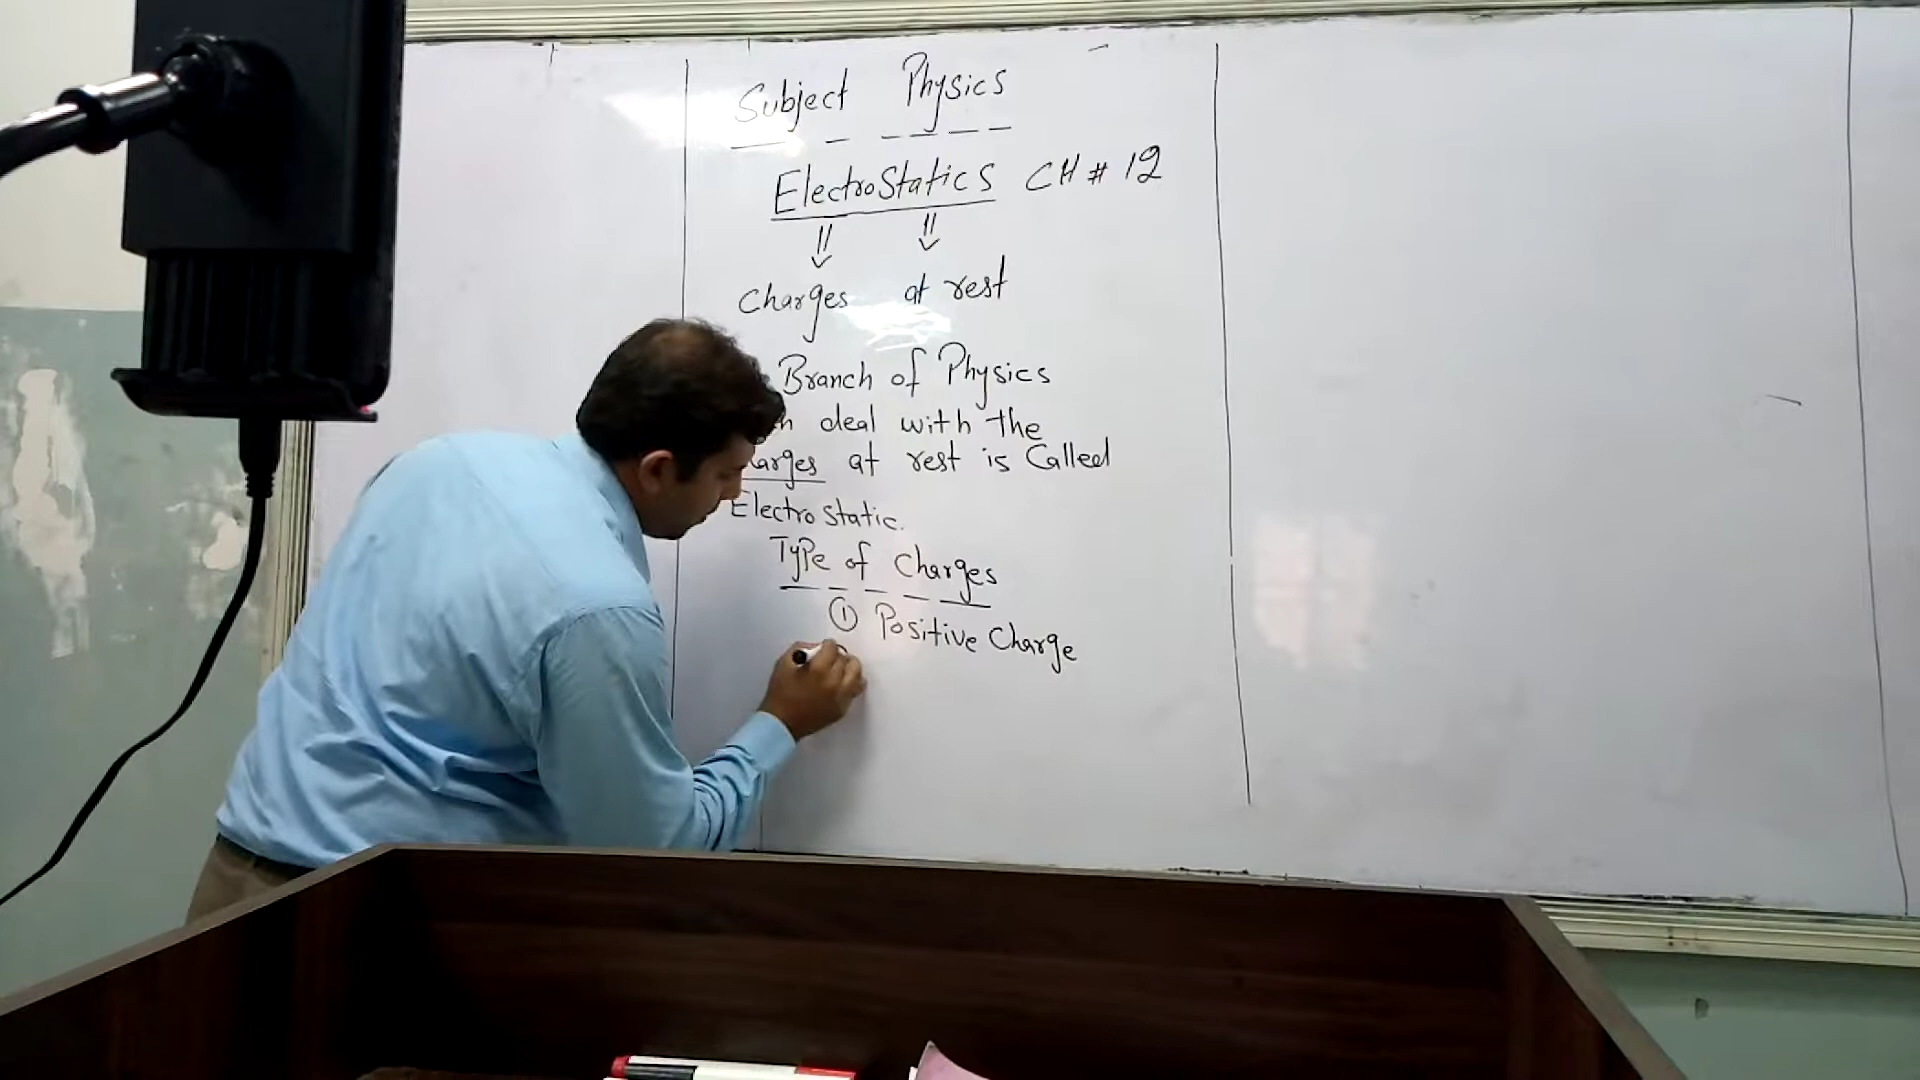 Subject Physics
ElectroStatics CH # 12
Charges at rest
Branch of Physics
deal with the
at rest is Called
Electro static.
Type of Charges
① Positive Charge